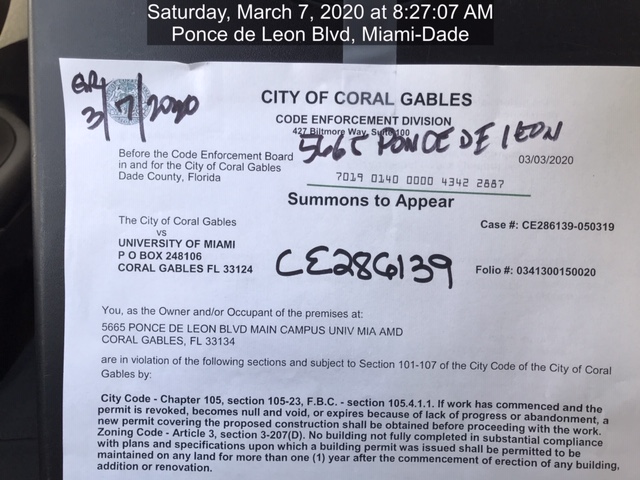 Saturday, March 7, 2020 at 8:27:07 AM
Ponce de Leon Blvd, Miami-Dade
3/7/2020
CITY OF CORAL GABLES
CODE ENFORCEMENT DIVISION
427 Biltmore Way, Suite 100
5665 PONCE DE LEON
Before the Code Enforcement Board
in and for the City of Coral Gables
Dade County, Florida
03/03/2020
7019 0140 0000 4342 2887
Summons to Appear
The City of Coral Gables
vs
UNIVERSITY OF MIAMI
P O BOX 248106
CORAL GABLES FL 33124
Case #: CE286139-050319
CE286139
Folio #: 0341300150020
You, as the Owner and/or Occupant of the premises at:
5665 PONCE DE LEON BLVD MAIN CAMPUS UNIV MIA AMD
CORAL GABLES, FL 33134
are in violation of the following sections and subject to Section 101-107 of the City Code of the City of Coral
Gables by:
City Code - Chapter 105, section 105-23, F.B.C. - section 105.4.1.1. If work has commenced and the
permit is revoked, becomes null and void, or expires because of lack of progress or abandonment, a
new permit covering the proposed construction shall be obtained before proceeding with the work.
Zoning Code - Article 3, section 3-207(D). No building not fully completed in substantial compliance
with plans and specifications upon which a building permit was issued shall be permitted to be
maintained on any land for more than one (1) year after the commencement of erection of any building,
addition or renovation.